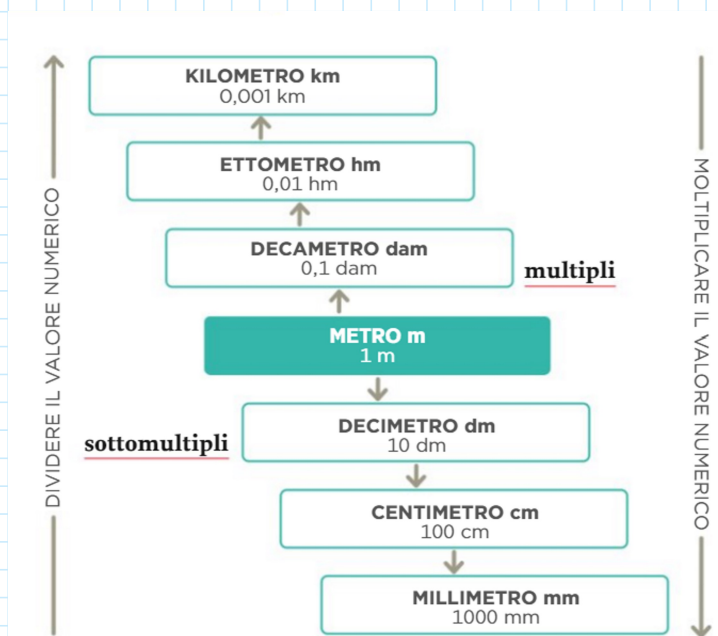 KILOMETRO km
0,001 km
ETTOMETRO hm
0,01 hm
DECAMETRO dam
0,1 dam
multipli
METRO m
1 m
DECIMETRO dm
10 dm
sottomultipli
CENTIMETRO cm
100 cm
MILLIMETRO mm
1000 mm
DIVIDERE IL VALORE NUMERICO
MOLTIPLICARE IL VALORE NUMERICO